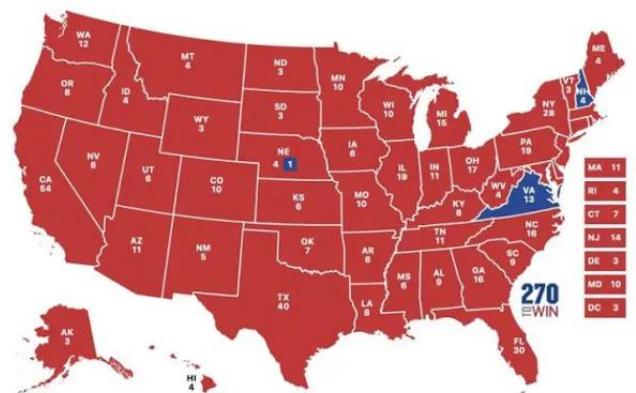 WA
12
OR
8
CA
54
NV
6
ID
4
MT
4
WY
3
UT
6
AZ
11
CO
10
NM
5
ND
3
SD
3
NE
4 1
KS
6
OK
7
TX
40
MN
10
IA
6
MO
10
AR
6
LA
8
WI
10
IL
19
MI
15
IN
11
OH
17
KY
8
TN
11
MS
6
AL
9
GA
16
FL
30
SC
9
NC
16
VA
13
WV
4
PA
19
NY
28
VT
3
NH
4
ME
4
MA 11
RI 4
CT 7
NJ 14
DE 3
MD 10
DC 3
270
TO
WIN
AK
3
HI
4